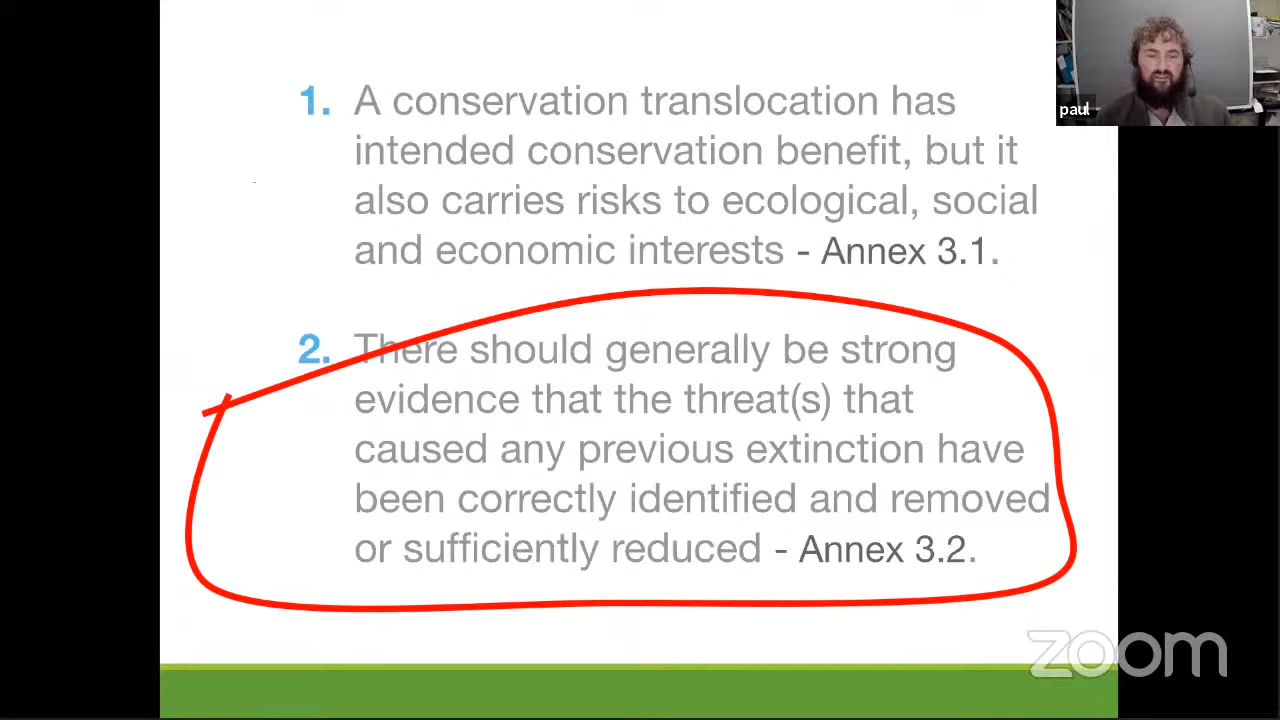 1. A conservation translocation has
intended conservation benefit, but it
also carries risks to ecological, social
and economic interests - Annex 3.1.
2. There should generally be strong
evidence that the threat(s) that
caused any previous extinction have
been correctly identified and removed
or sufficiently reduced - Annex 3.2.
paul
zoom